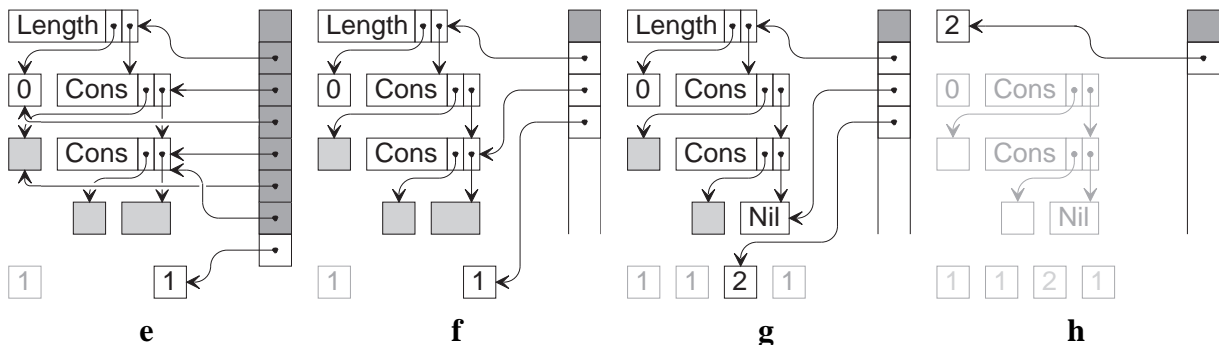 Length Length Length 2
0 Cons 0 Cons 0 Cons 0 Cons
Cons Cons Cons Cons
Nil Nil
1 1 1 1 1 1 2 1 1 1 2 1
e f g h